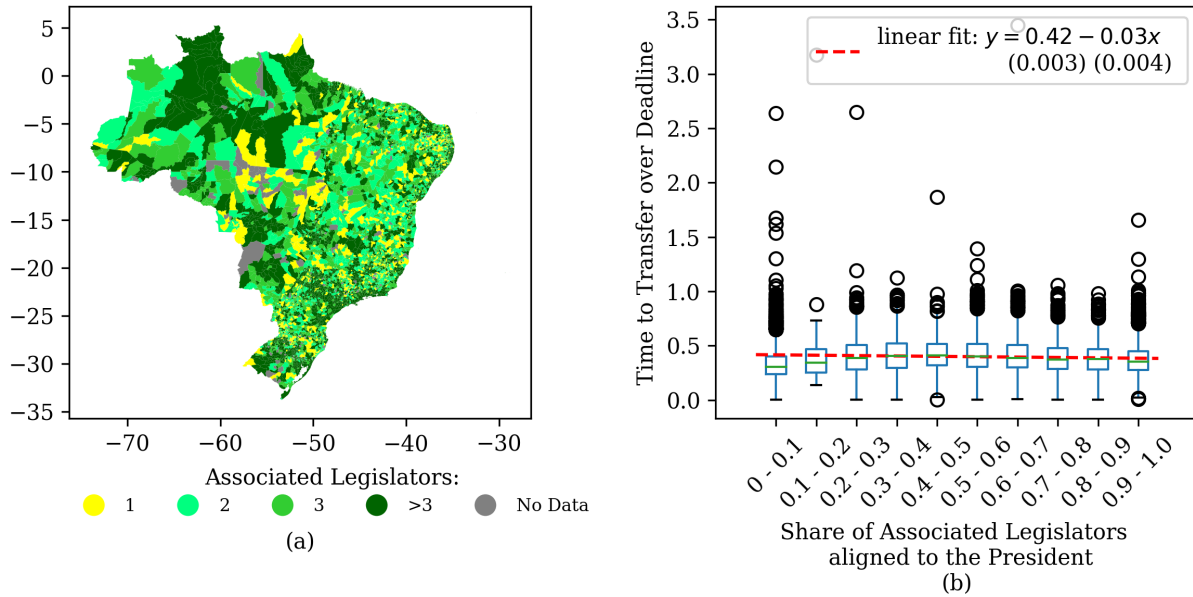 5
0
−5
−10
−15
−20
−25
−30
−35
−70
−60
−50
−40
−30
Associated Legislators:
1
2
3
>3
No Data
(a)
Time to Transfer over Deadline
3.5
3.0
2.5
2.0
1.5
1.0
0.5
0.0
linear fit: y = 0.42 − 0.03x
(0.003) (0.004)
0 - 0.1
0.1 - 0.2
0.2 - 0.3
0.3 - 0.4
0.4 - 0.5
0.5 - 0.6
0.6 - 0.7
0.7 - 0.8
0.8 - 0.9
0.9 - 1.0
Share of Associated Legislators
aligned to the President
(b)